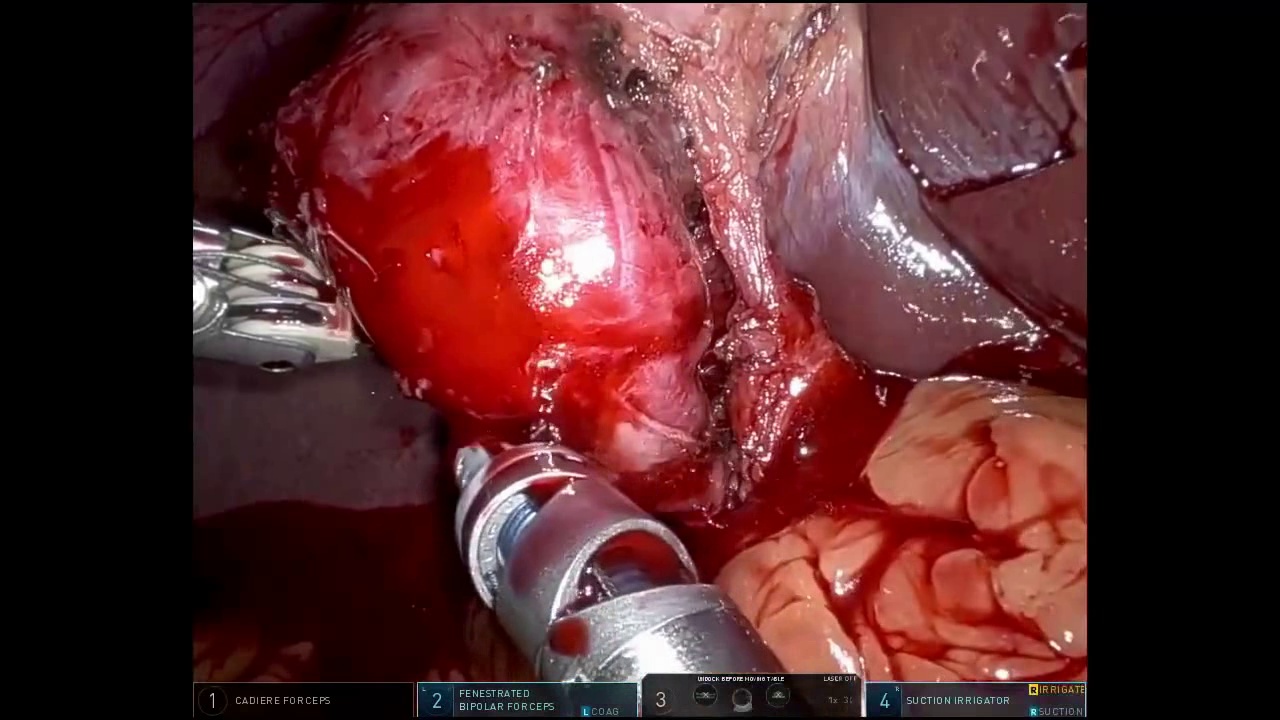 UNDOCK BEFORE MOVING TABLE
LASER OFF
1 CADIERE FORCEPS
L
2 FENESTRATED
BIPOLAR FORCEPS
L COAG
3
R
4 SUCTION IRRIGATOR
R IRRIGATE
R SUCTION